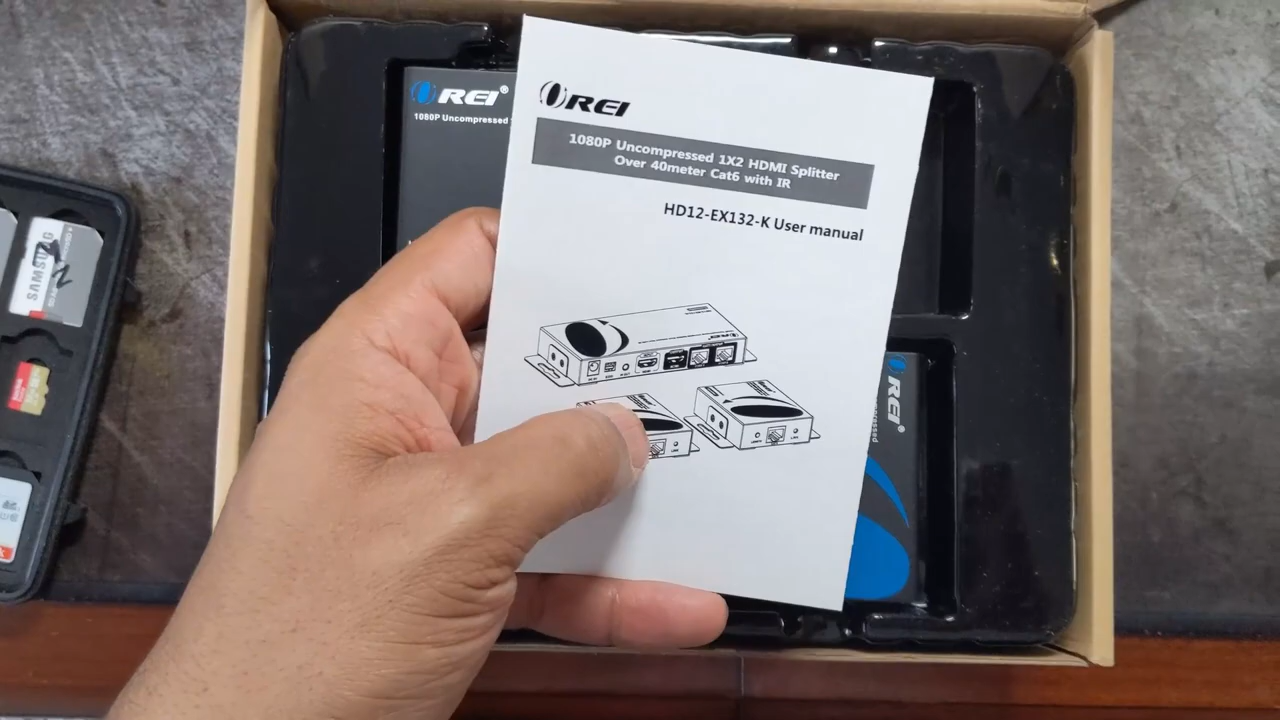 OREI
1080P Uncompressed 1X2 HDMI Splitter
Over 40meter Cat6 with IR
HD12-EX132-K User manual
OREI
OREI®
1080P Uncompressed
SAMSUNG
OREI